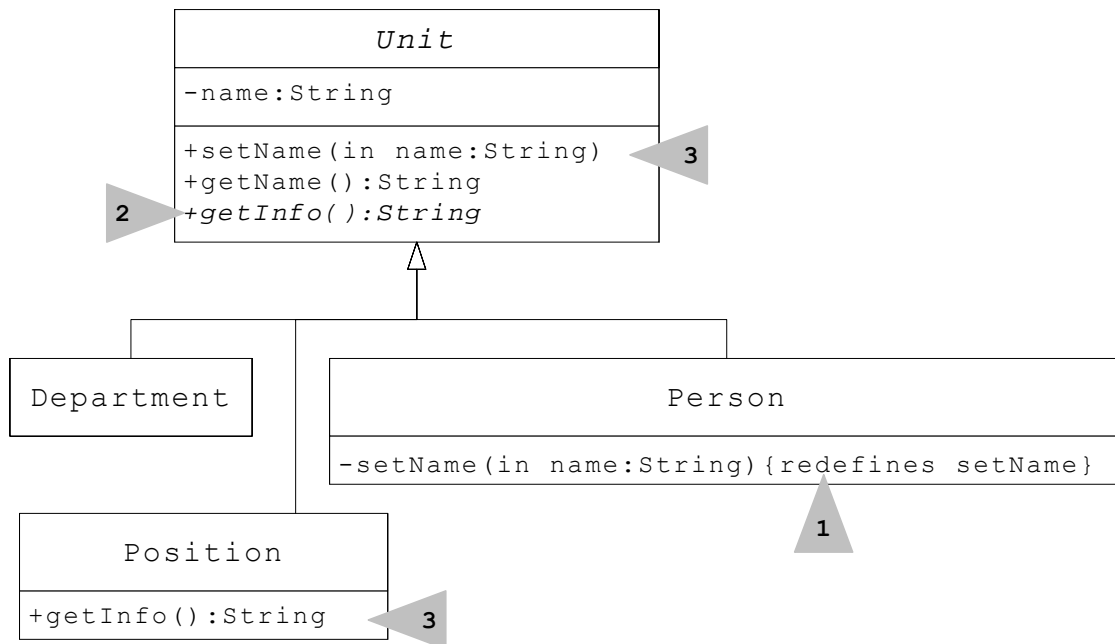 Unit
-name:String
+setName(in name:String)
3
+getName():String
2
+getInfo():String
Department
Person
-setName(in name:String){redefines setName}
1
Position
+getInfo():String
3